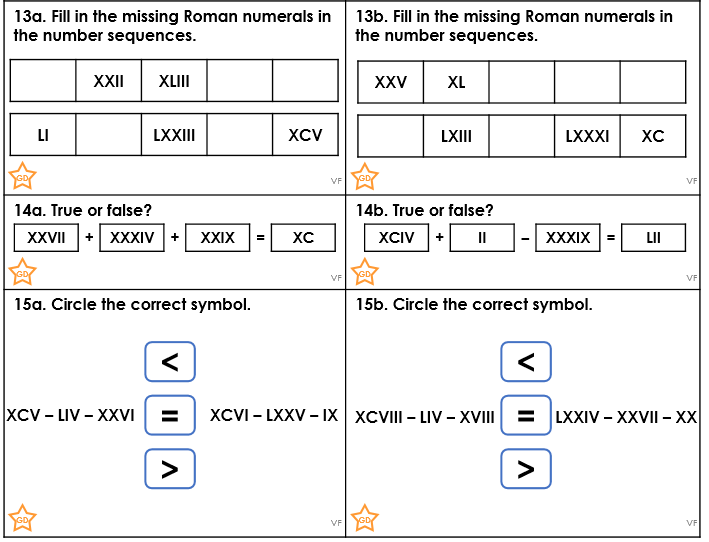 13a. Fill in the missing Roman numerals in
the number sequences.
XXII XLIII
LI LXXIII XCV
GD
VF
13b. Fill in the missing Roman numerals in
the number sequences.
XXV XL
LXIII LXXXI XC
GD
VF
14a. True or false?
XXVII + XXXIV + XXIX = XC
GD
VF
14b. True or false?
XCIV + II – XXXIX = LII
GD
VF
15a. Circle the correct symbol.
<
XCV – LIV – XXVI = XCVI – LXXV – IX
>
GD
VF
15b. Circle the correct symbol.
<
XCVIII – LIV – XVIII = LXXIV – XXVII – XX
>
GD
VF